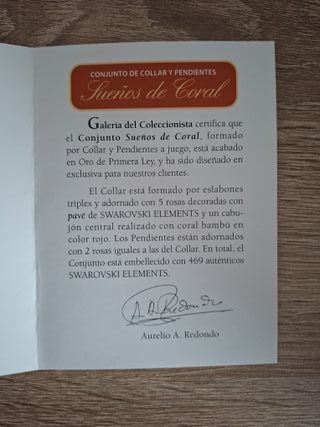 CONJUNTO DE COLLAR Y PENDIENTES
Sueños de Coral
Galería del Coleccionista certifica que
el Conjunto Sueños de Coral, formado
por Collar y Pendientes a juego, está acabado
en Oro de Primera Ley, y ha sido diseñado en
exclusiva para nuestros clientes.
El Collar está formado por eslabones
triples y adornado con 5 rosas decoradas con
pavé de SWAROVSKI ELEMENTS y un cabu-
jón central realizado con coral bambú en
color rojo. Los Pendientes están adornados
con 2 rosas iguales a las del Collar. En total, el
Conjunto está embellecido con 469 auténticos
SWAROVSKI ELEMENTS.
A. A. Redondo
Aurelio A. Redondo